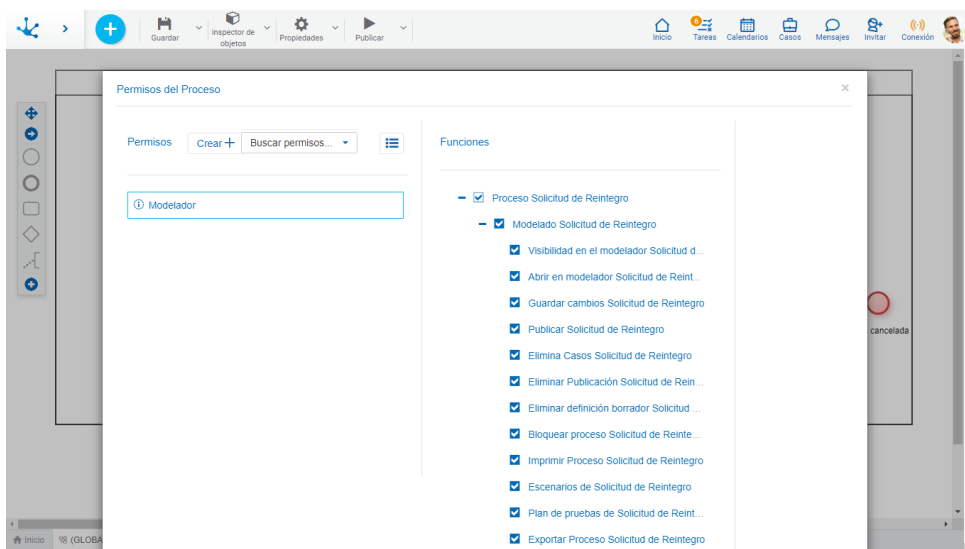 Guardar
inspector de
objetos
Propiedades
Publicar
Inicio
6
Tareas
Calendarios
Casos
Mensajes
Invitar
Conexión
Permisos del Proceso
×
Permisos
Crear
Buscar permisos...
Funciones
Modelador
Proceso Solicitud de Reintegro
Modelado Solicitud de Reintegro
Visibilidad en el modelador Solicitud d...
Abrir en modelador Solicitud de Reint...
Guardar cambios Solicitud de Reintegro
Publicar Solicitud de Reintegro
Elimina Casos Solicitud de Reintegro
Eliminar Publicación Solicitud de Rein...
Eliminar definición borrador Solicitud ...
Bloquear proceso Solicitud de Reinte...
Imprimir Proceso Solicitud de Reintegro
Escenarios de Solicitud de Reintegro
Plan de pruebas de Solicitud de Reint...
Exportar Proceso Solicitud de Reintegro
cancelada
Inicio
(GLOBA